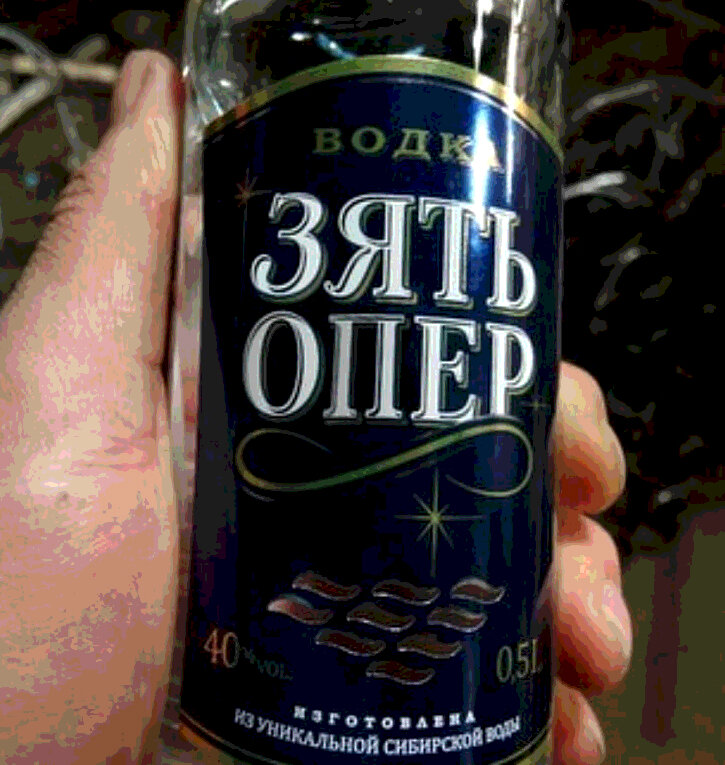 ВОДКА
ЗЯТЬ
ОПЕР
40%VOL.
0,5L
ИЗГОТОВЛЕНА
ИЗ УНИКАЛЬНОЙ СИБИРСКОЙ ВОДЫ